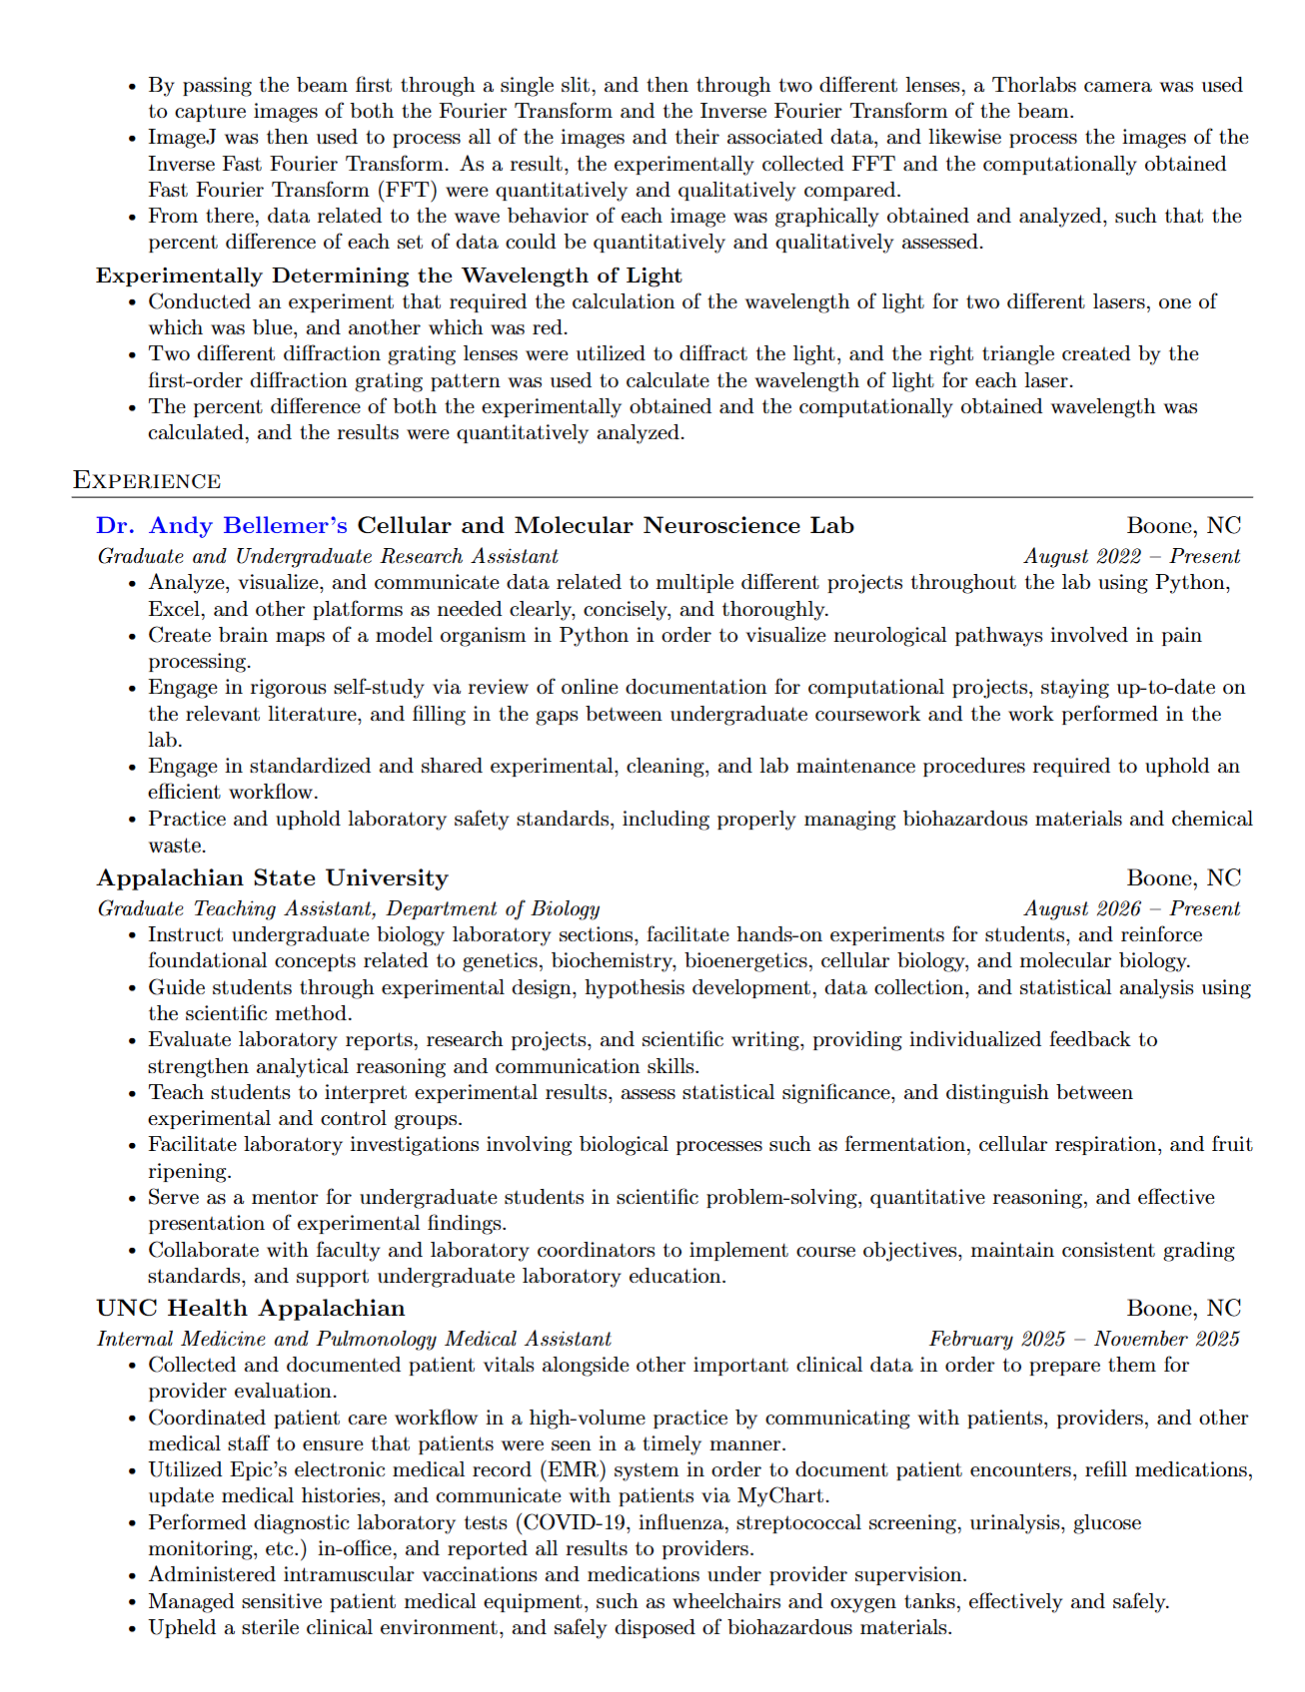 • By passing the beam first through a single slit, and then through two different lenses, a Thorlabs camera was used
to capture images of both the Fourier Transform and the Inverse Fourier Transform of the beam.
• ImageJ was then used to process all of the images and their associated data, and likewise process the images of the
Inverse Fast Fourier Transform. As a result, the experimentally collected FFT and the computationally obtained
Fast Fourier Transform (FFT) were quantitatively and qualitatively compared.
• From there, data related to the wave behavior of each image was graphically obtained and analyzed, such that the
percent difference of each set of data could be quantitatively and qualitatively assessed.
Experimentally Determining the Wavelength of Light
• Conducted an experiment that required the calculation of the wavelength of light for two different lasers, one of
which was blue, and another which was red.
• Two different diffraction grating lenses were utilized to diffract the light, and the right triangle created by the
first-order diffraction grating pattern was used to calculate the wavelength of light for each laser.
• The percent difference of both the experimentally obtained and the computationally obtained wavelength was
calculated, and the results were quantitatively analyzed.
Experience
Dr. Andy Bellemer's Cellular and Molecular Neuroscience Lab Boone, NC
Graduate and Undergraduate Research Assistant August 2022 – Present
• Analyze, visualize, and communicate data related to multiple different projects throughout the lab using Python,
Excel, and other platforms as needed clearly, concisely, and thoroughly.
• Create brain maps of a model organism in Python in order to visualize neurological pathways involved in pain
processing.
• Engage in rigorous self-study via review of online documentation for computational projects, staying up-to-date on
the relevant literature, and filling in the gaps between undergraduate coursework and the work performed in the
lab.
• Engage in standardized and shared experimental, cleaning, and lab maintenance procedures required to uphold an
efficient workflow.
• Practice and uphold laboratory safety standards, including properly managing biohazardous materials and chemical
waste.
Appalachian State University Boone, NC
Graduate Teaching Assistant, Department of Biology August 2026 – Present
• Instruct undergraduate biology laboratory sections, facilitate hands-on experiments for students, and reinforce
foundational concepts related to genetics, biochemistry, bioenergetics, cellular biology, and molecular biology.
• Guide students through experimental design, hypothesis development, data collection, and statistical analysis using
the scientific method.
• Evaluate laboratory reports, research projects, and scientific writing, providing individualized feedback to
strengthen analytical reasoning and communication skills.
• Teach students to interpret experimental results, assess statistical significance, and distinguish between
experimental and control groups.
• Facilitate laboratory investigations involving biological processes such as fermentation, cellular respiration, and fruit
ripening.
• Serve as a mentor for undergraduate students in scientific problem-solving, quantitative reasoning, and effective
presentation of experimental findings.
• Collaborate with faculty and laboratory coordinators to implement course objectives, maintain consistent grading
standards, and support undergraduate laboratory education.
UNC Health Appalachian Boone, NC
Internal Medicine and Pulmonology Medical Assistant February 2025 – November 2025
• Collected and documented patient vitals alongside other important clinical data in order to prepare them for
provider evaluation.
• Coordinated patient care workflow in a high-volume practice by communicating with patients, providers, and other
medical staff to ensure that patients were seen in a timely manner.
• Utilized Epic's electronic medical record (EMR) system in order to document patient encounters, refill medications,
update medical histories, and communicate with patients via MyChart.
• Performed diagnostic laboratory tests (COVID-19, influenza, streptococcal screening, urinalysis, glucose
monitoring, etc.) in-office, and reported all results to providers.
• Administered intramuscular vaccinations and medications under provider supervision.
• Managed sensitive patient medical equipment, such as wheelchairs and oxygen tanks, effectively and safely.
• Upheld a sterile clinical environment, and safely disposed of biohazardous materials.